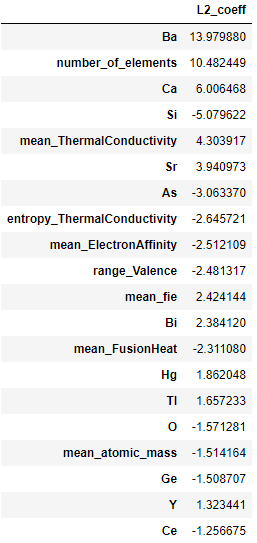 L2_coeff
Ba 13.979880
number_of_elements 10.482449
Ca 6.006468
Si -5.079622
mean_ThermalConductivity 4.303917
Sr 3.940973
As -3.063370
entropy_ThermalConductivity -2.645721
mean_ElectronAffinity -2.512109
range_Valence -2.481317
mean_fie 2.424144
Bi 2.384120
mean_FusionHeat -2.311080
Hg 1.862048
Tl 1.657233
O -1.571281
mean_atomic_mass -1.514164
Ge -1.508707
Y 1.323441
Ce -1.256675